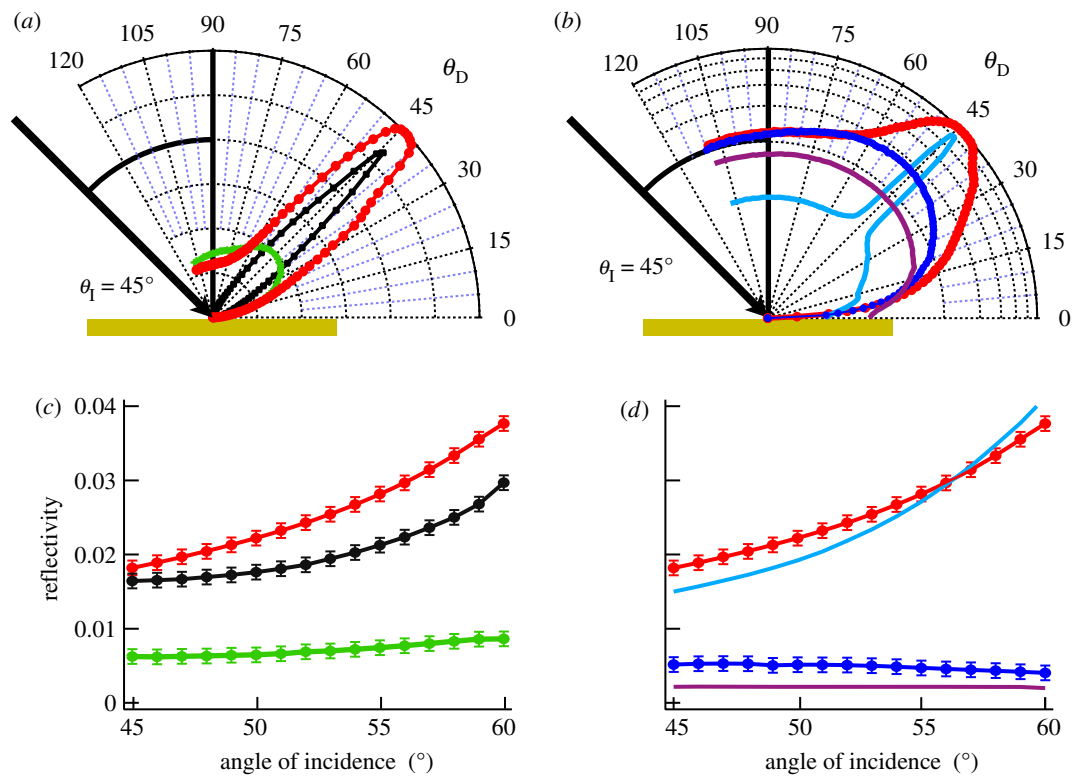 (a)
120
105
90
75
60
θD
45
30
15
0
θI = 45°
(b)
120
105
90
75
60
θD
45
30
15
0
θI = 45°
(c)
0.04
0.03
0.02
0.01
0
reflectivity
45
50
55
60
angle of incidence (°)
(d)
45
50
55
60
angle of incidence (°)